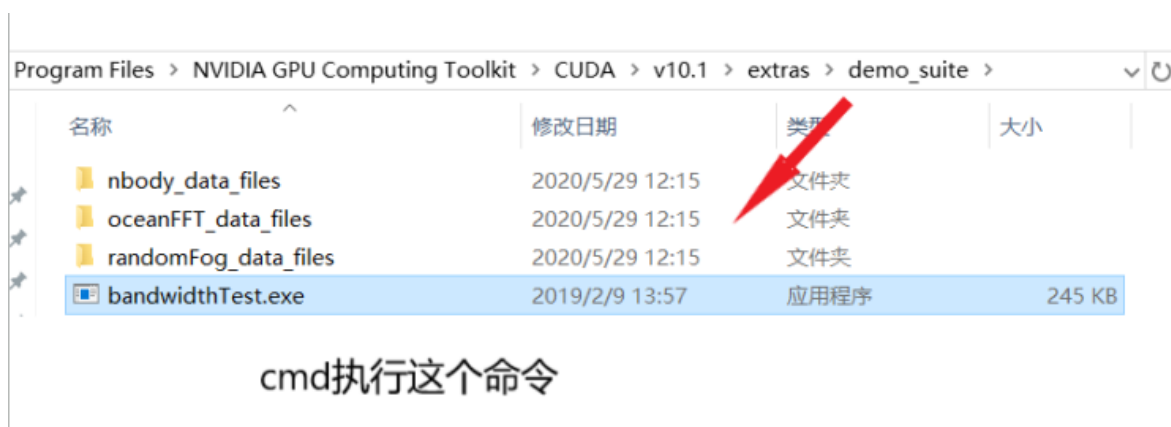 Program Files > NVIDIA GPU Computing Toolkit > CUDA > v10.1 > extras > demo_suite >
名称 修改日期 类型 大小
nbody_data_files 2020/5/29 12:15 文件夹
oceanFFT_data_files 2020/5/29 12:15 文件夹
randomFog_data_files 2020/5/29 12:15 文件夹
bandwidthTest.exe 2019/2/9 13:57 应用程序 245 KB
cmd执行这个命令